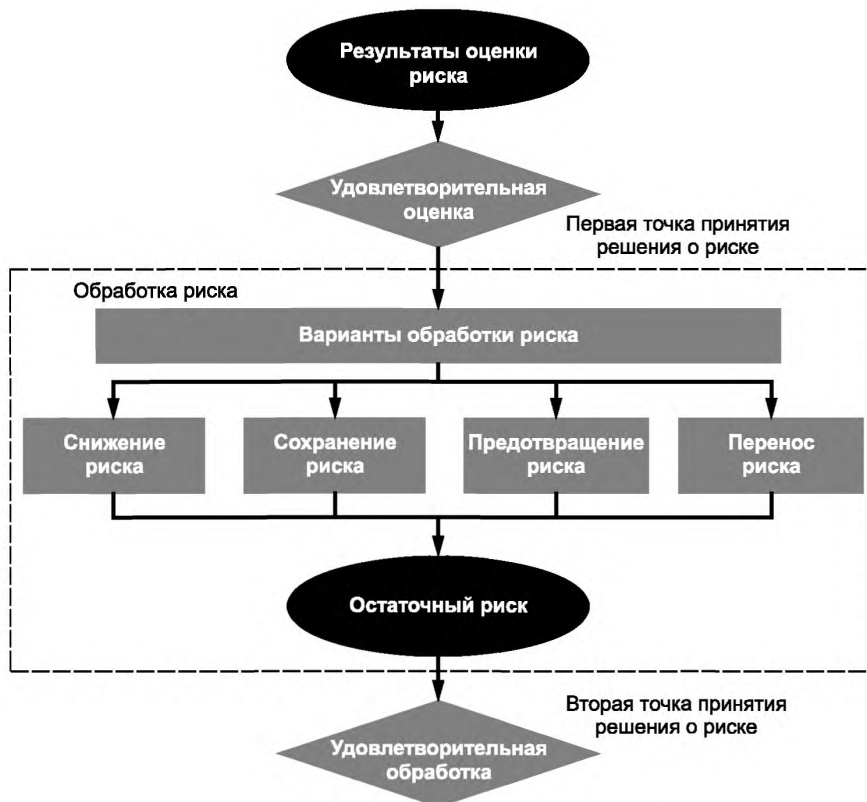 Результаты оценки
риска
Удовлетворительная
оценка
Первая точка принятия
решения о риске
Обработка риска
Варианты обработки риска
Снижение
риска
Сохранение
риска
Предотвращение
риска
Перенос
риска
Остаточный риск
Вторая точка принятия
решения о риске
Удовлетворительная
обработка